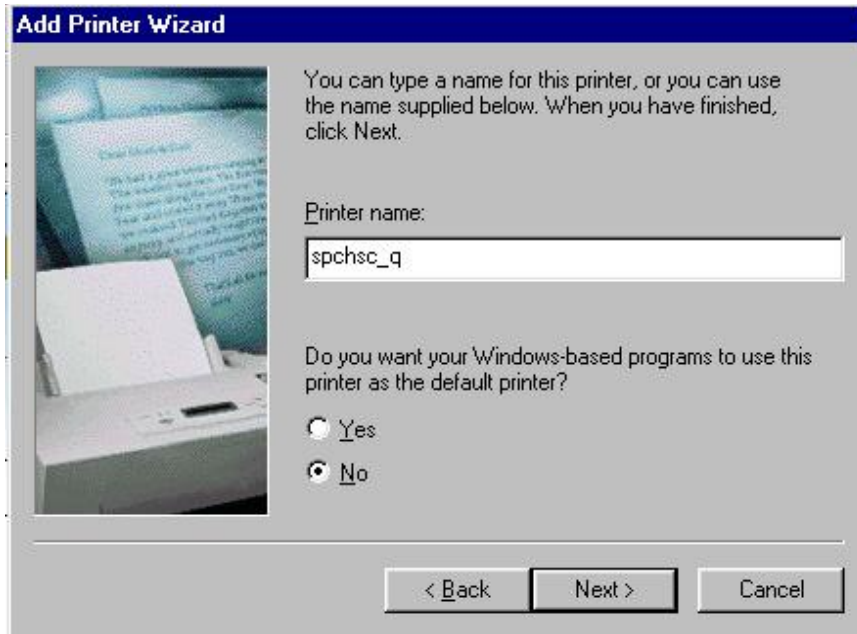 Add Printer Wizard
You can type a name for this printer, or you can use
the name supplied below. When you have finished,
click Next.
Printer name:
spchsc_q
Do you want your Windows-based programs to use this
printer as the default printer?
Yes
No
< Back
Next >
Cancel